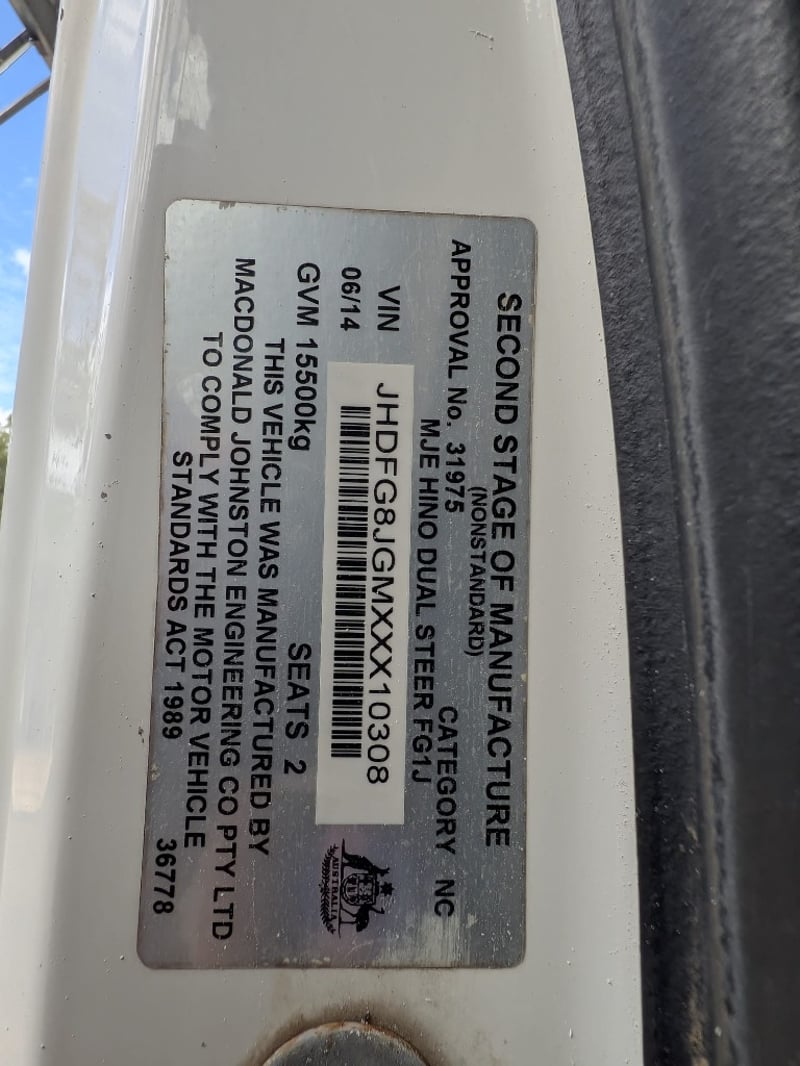 SECOND STAGE OF MANUFACTURE
(NONSTANDARD)
APPROVAL No. 31975 CATEGORY NC
MJE HINO DUAL STEER FG1J
VIN JHDFG8JGMXXX10308
06/14
AUSTRALIA
GVM 15500kg SEATS 2
THIS VEHICLE WAS MANUFACTURED BY
MACDONALD JOHNSTON ENGINEERING CO PTY LTD
TO COMPLY WITH THE MOTOR VEHICLE
STANDARDS ACT 1989 36778